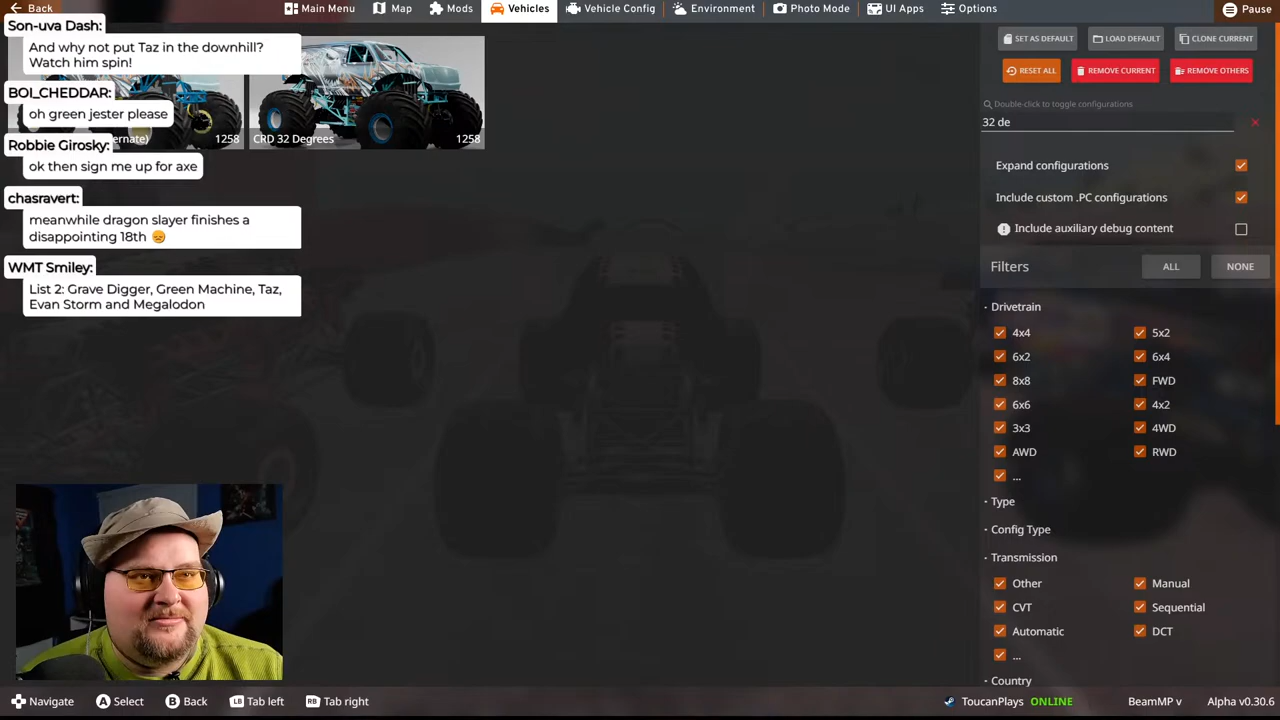 Back
Main Menu
Map
Mods
Vehicles
Vehicle Config
Environment
Photo Mode
UI Apps
Options
Pause
Son-uva Dash:
And why not put Taz in the downhill?
Watch him spin!
BOI_CHEDDAR:
oh green jester please
Robbie Girosky:
ok then sign me up for axe
chasravert:
meanwhile dragon slayer finishes a
disappointing 18th 😞
WMT Smiley:
List 2: Grave Digger, Green Machine, Taz,
Evan Storm and Megalodon
ernate)
1258
CRD 32 Degrees
1258
SET AS DEFAULT
LOAD DEFAULT
CLONE CURRENT
RESET ALL
REMOVE CURRENT
REMOVE OTHERS
Double-click to toggle configurations
32 de
Expand configurations
Include custom .PC configurations
Include auxiliary debug content
Filters
ALL
NONE
- Drivetrain
4x4
5x2
6x2
6x4
8x8
FWD
6x6
4x2
3x3
4WD
AWD
RWD
...
- Type
- Config Type
- Transmission
Other
Manual
CVT
Sequential
Automatic
DCT
...
- Country
Navigate
A Select
B Back
LB Tab left
RB Tab right
ToucanPlays ONLINE
BeamMP v
Alpha v0.30.6